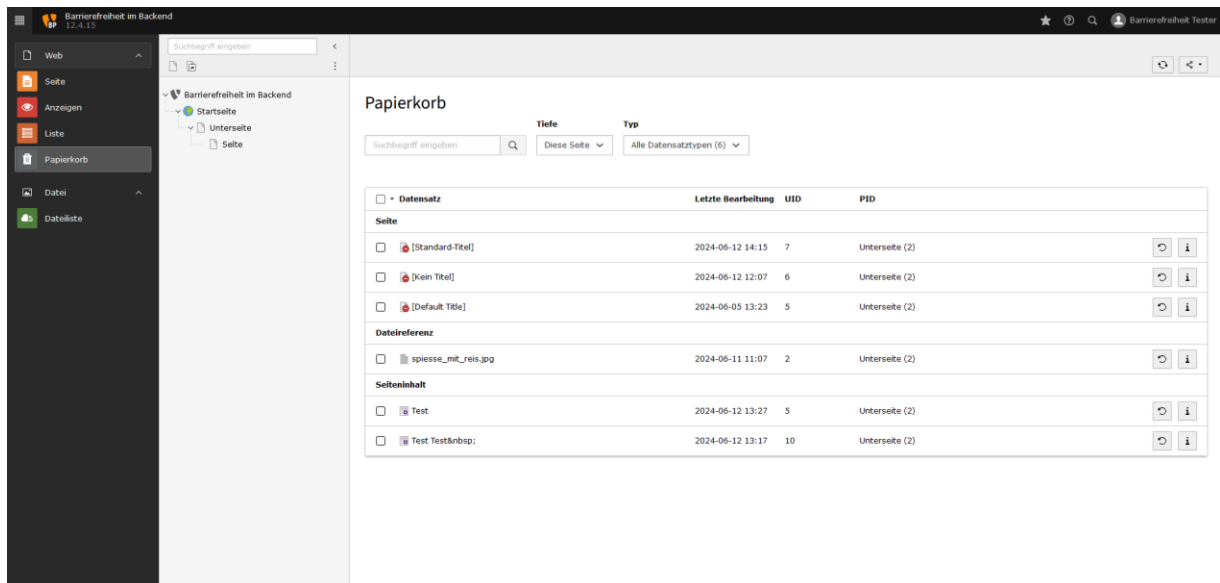 Barrierefreiheit im Backend
12.4.15
BP
Barrierefreiheit Tester
Web
Seite
Anzeigen
Liste
Papierkorb
Datei
Dateiliste
Suchbegriff eingeben
Barrierefreiheit im Backend
Startseite
Unterseite
Seite
Papierkorb
Tiefe Typ
Suchbegriff eingeben Diese Seite Alle Datensatztypen (6)
Datensatz Letzte Bearbeitung UID PID
Seite
[Standard-Titel] 2024-06-12 14:15 7 Unterseite (2)
[Kein Titel] 2024-06-12 12:07 6 Unterseite (2)
[Default Title] 2024-06-05 13:23 5 Unterseite (2)
Dateireferenz
spiesse_mit_reis.jpg 2024-06-11 11:07 2 Unterseite (2)
Seiteninhalt
Test 2024-06-12 13:27 5 Unterseite (2)
Test Test&nbsp; 2024-06-12 13:17 10 Unterseite (2)